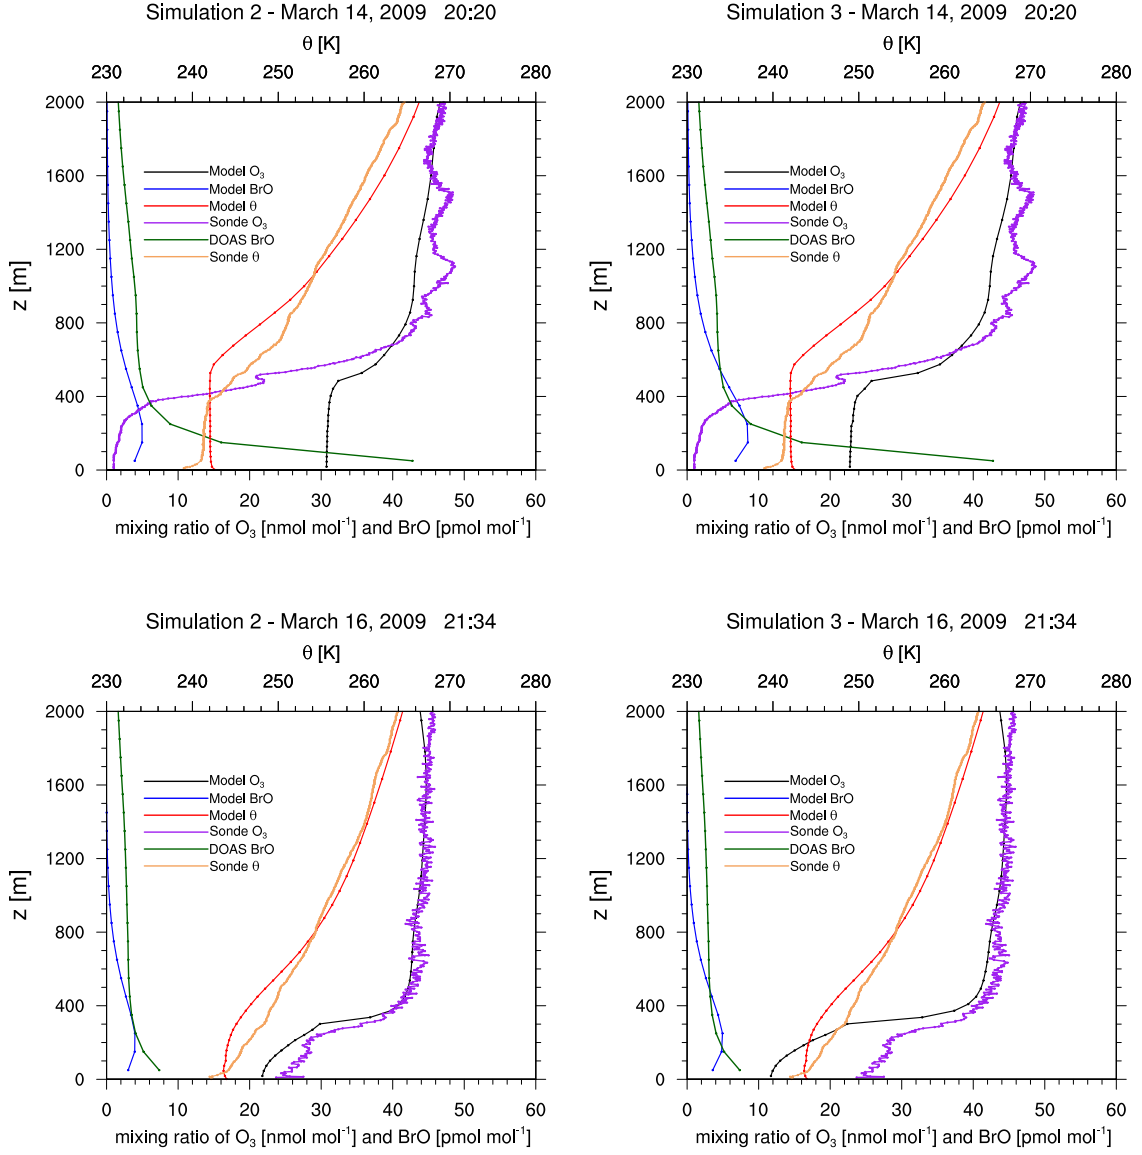 Simulation 2 - March 14, 2009 20:20
θ [K]
230 240 250 260 270 280
2000
1600
1200
800
400
0
z [m]
Model O₃
Model BrO
Model θ
Sonde O₃
DOAS BrO
Sonde θ
0 10 20 30 40 50 60
mixing ratio of O₃ [nmol mol⁻¹] and BrO [pmol mol⁻¹]
Simulation 3 - March 14, 2009 20:20
θ [K]
230 240 250 260 270 280
2000
1600
1200
800
400
0
z [m]
Model O₃
Model BrO
Model θ
Sonde O₃
DOAS BrO
Sonde θ
0 10 20 30 40 50 60
mixing ratio of O₃ [nmol mol⁻¹] and BrO [pmol mol⁻¹]
Simulation 2 - March 16, 2009 21:34
θ [K]
230 240 250 260 270 280
2000
1600
1200
800
400
0
z [m]
Model O₃
Model BrO
Model θ
Sonde O₃
DOAS BrO
Sonde θ
0 10 20 30 40 50 60
mixing ratio of O₃ [nmol mol⁻¹] and BrO [pmol mol⁻¹]
Simulation 3 - March 16, 2009 21:34
θ [K]
230 240 250 260 270 280
2000
1600
1200
800
400
0
z [m]
Model O₃
Model BrO
Model θ
Sonde O₃
DOAS BrO
Sonde θ
0 10 20 30 40 50 60
mixing ratio of O₃ [nmol mol⁻¹] and BrO [pmol mol⁻¹]